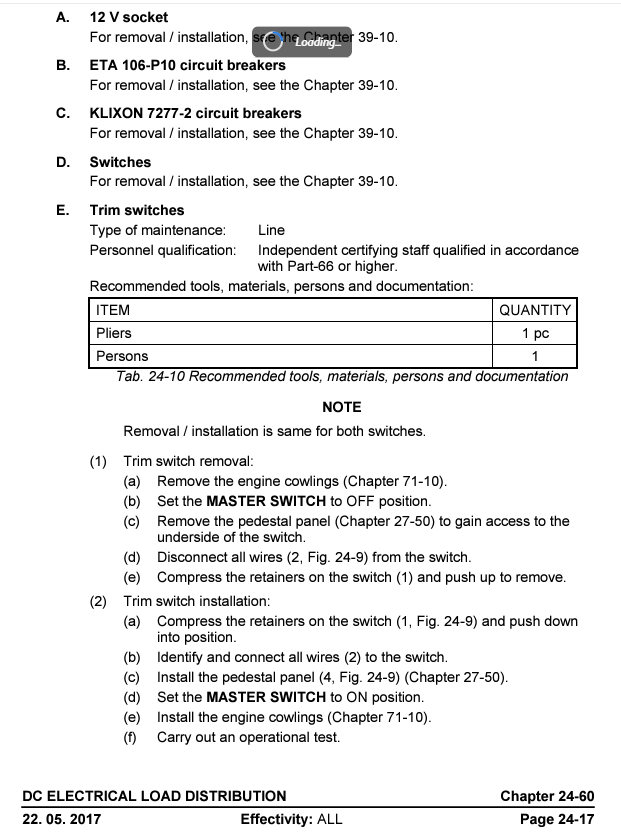 A. 12 V socket
For removal / installation, see the Chapter 39-10.
Loading...
B. ETA 106-P10 circuit breakers
For removal / installation, see the Chapter 39-10.
C. KLIXON 7277-2 circuit breakers
For removal / installation, see the Chapter 39-10.
D. Switches
For removal / installation, see the Chapter 39-10.
E. Trim switches
Type of maintenance: Line
Personnel qualification: Independent certifying staff qualified in accordance
with Part-66 or higher.
Recommended tools, materials, persons and documentation:
ITEM QUANTITY
Pliers 1 pc
Persons 1
Tab. 24-10 Recommended tools, materials, persons and documentation
NOTE
Removal / installation is same for both switches.
(1) Trim switch removal:
(a) Remove the engine cowlings (Chapter 71-10).
(b) Set the MASTER SWITCH to OFF position.
(c) Remove the pedestal panel (Chapter 27-50) to gain access to the
underside of the switch.
(d) Disconnect all wires (2, Fig. 24-9) from the switch.
(e) Compress the retainers on the switch (1) and push up to remove.
(2) Trim switch installation:
(a) Compress the retainers on the switch (1, Fig. 24-9) and push down
into position.
(b) Identify and connect all wires (2) to the switch.
(c) Install the pedestal panel (4, Fig. 24-9) (Chapter 27-50).
(d) Set the MASTER SWITCH to ON position.
(e) Install the engine cowlings (Chapter 71-10).
(f) Carry out an operational test.
DC ELECTRICAL LOAD DISTRIBUTION Chapter 24-60
22. 05. 2017 Effectivity: ALL Page 24-17